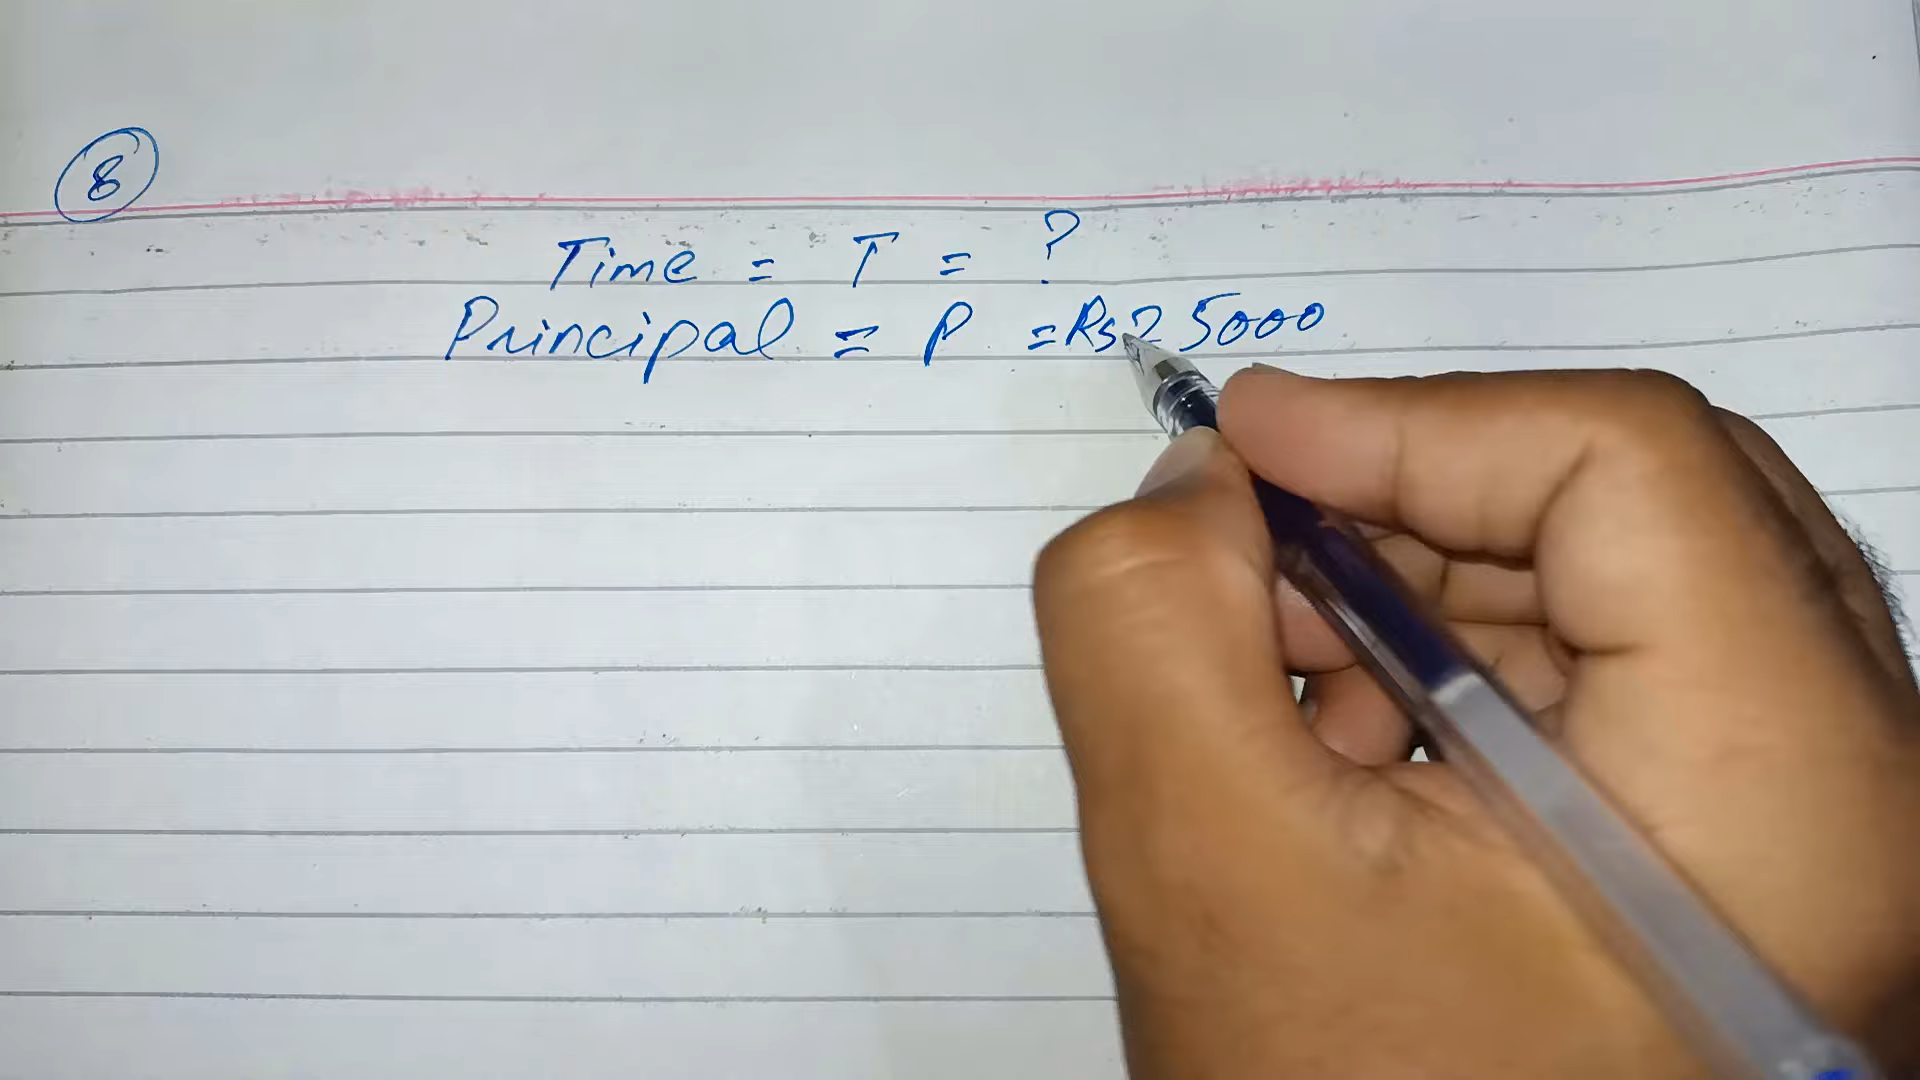 8
Time = T = ?
Principal = P = Rs 25000